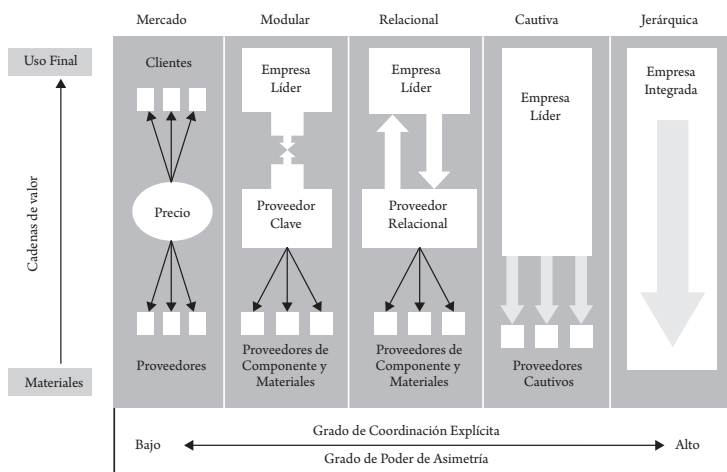 Mercado
Modular
Relacional
Cautiva
Jerárquica
Uso Final
Cadenas de valor
Materiales
Clientes
Precio
Proveedores
Empresa
Líder
Proveedor
Clave
Proveedores de
Componente y
Materiales
Empresa
Líder
Proveedor
Relacional
Proveedores de
Componente y
Materiales
Empresa
Líder
Proveedores
Cautivos
Empresa
Integrada
Bajo
Grado de Coordinación Explícita
Alto
Grado de Poder de Asimetría